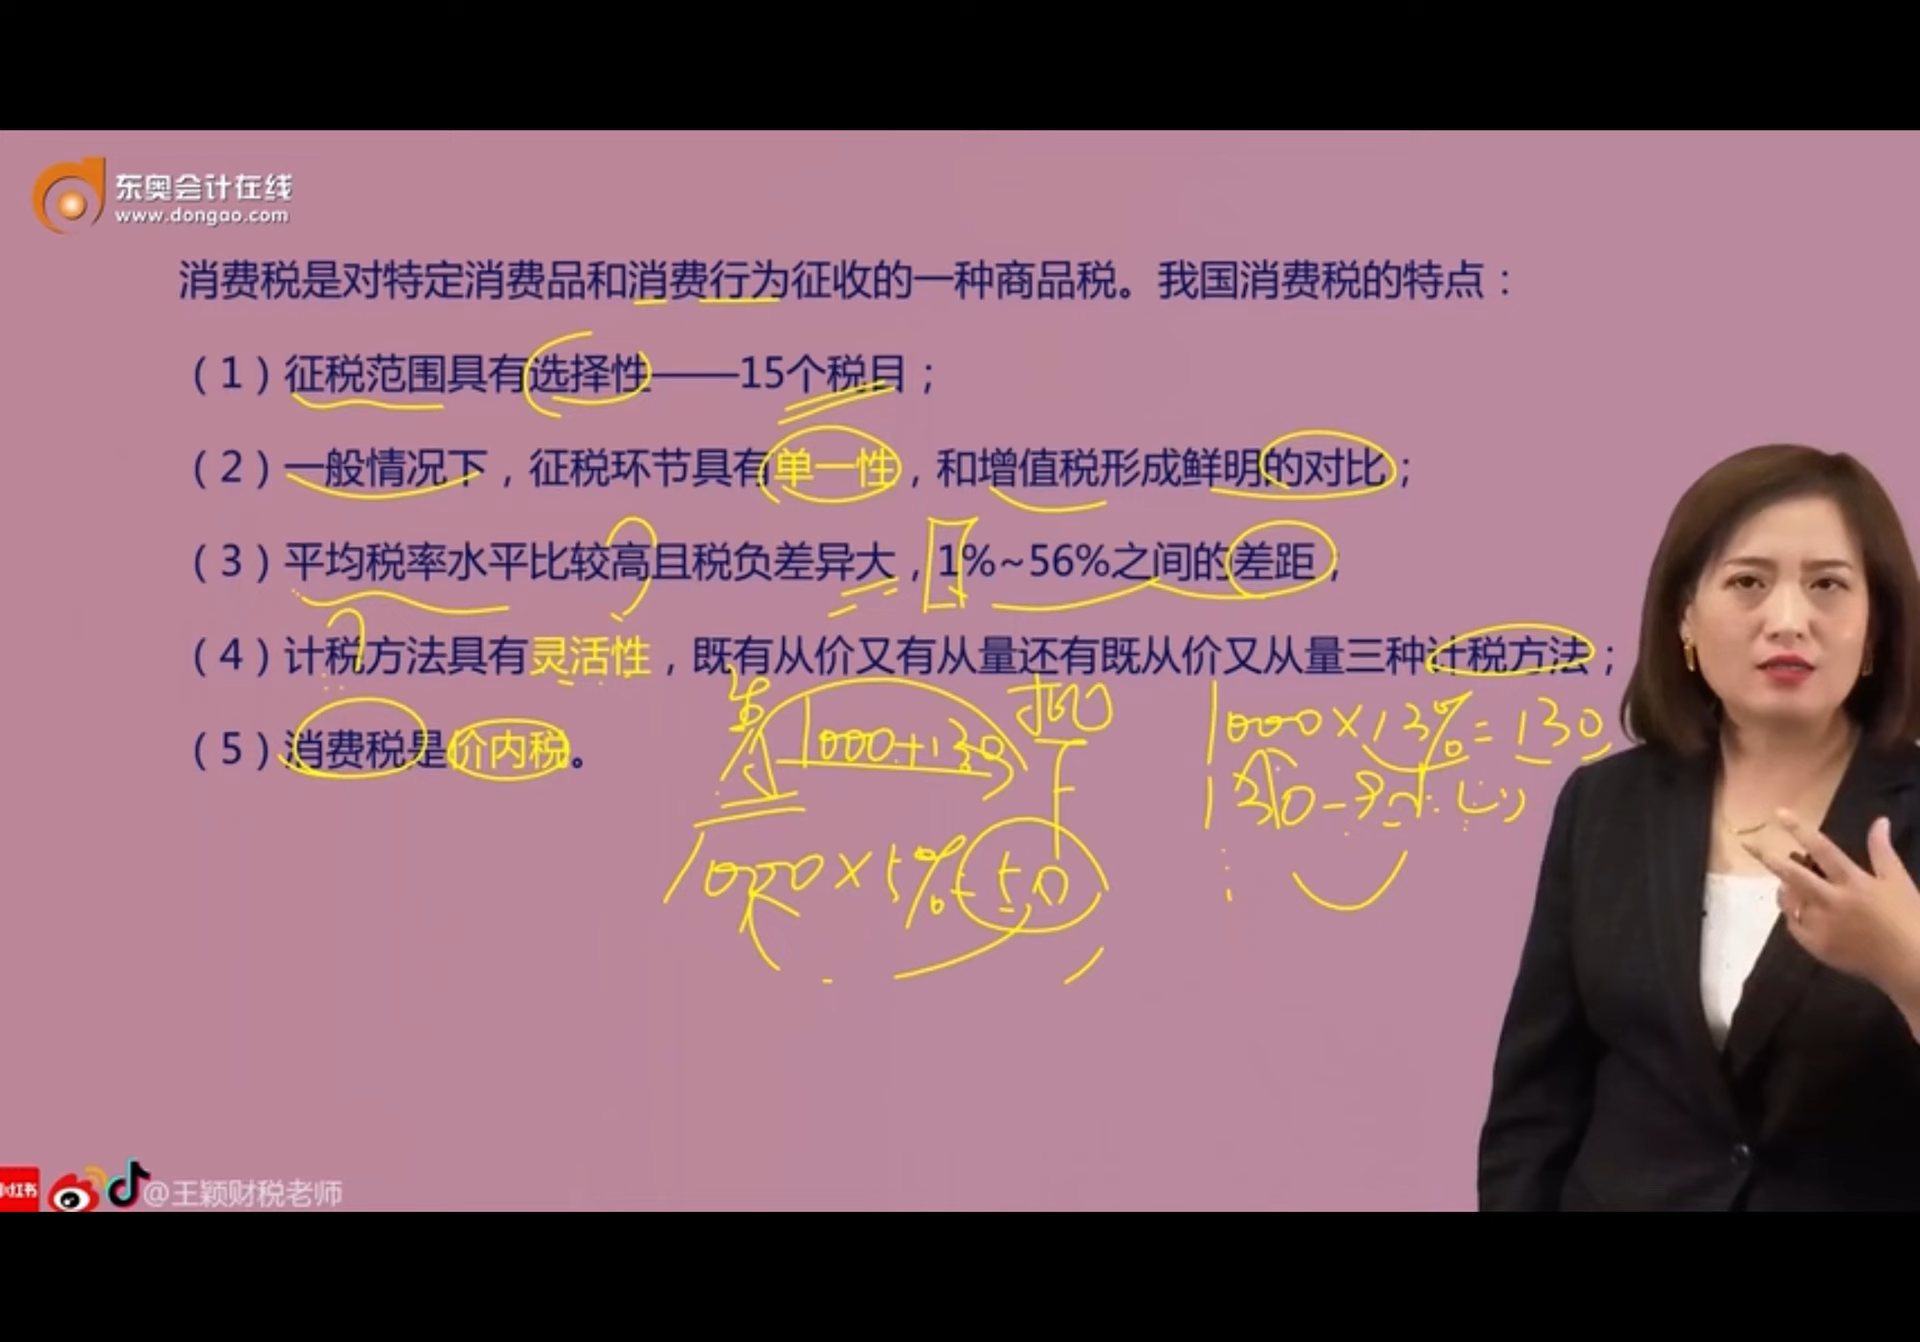 东奥会计在线
www.dongao.com
消费税是对特定消费品和消费行为征收的一种商品税。我国消费税的特点：
（1）征税范围具有选择性——15个税目；
（2）一般情况下，征税环节具有单一性，和增值税形成鲜明的对比；
（3）平均税率水平比较高且税负差异大，1%~56%之间的差距；
（4）计税方法具有灵活性，既有从价又有从量还有既从价又从量三种计税方法；
（5）消费税是价内税。
1000+130
1000×13%=130
1000×5%=50
小红书
@王颖财税老师